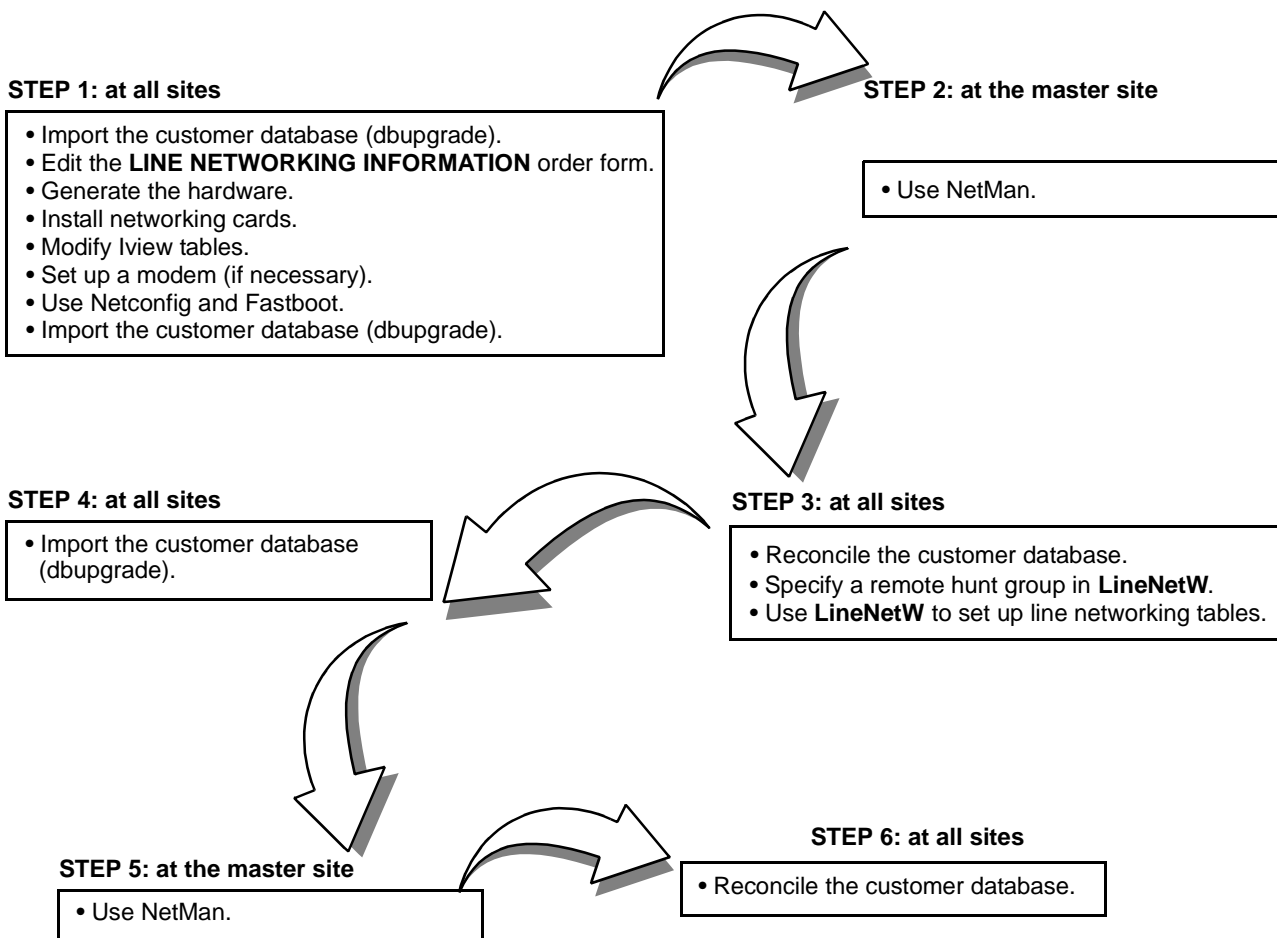 STEP 1: at all sites
• Import the customer database (dbupgrade).
• Edit the LINE NETWORKING INFORMATION order form.
• Generate the hardware.
• Install networking cards.
• Modify Iview tables.
• Set up a modem (if necessary).
• Use Netconfig and Fastboot.
• Import the customer database (dbupgrade).
STEP 2: at the master site
• Use NetMan.
STEP 3: at all sites
• Reconcile the customer database.
• Specify a remote hunt group in LineNetW.
• Use LineNetW to set up line networking tables.
STEP 4: at all sites
• Import the customer database
(dbupgrade).
STEP 5: at the master site
• Use NetMan.
STEP 6: at all sites
• Reconcile the customer database.